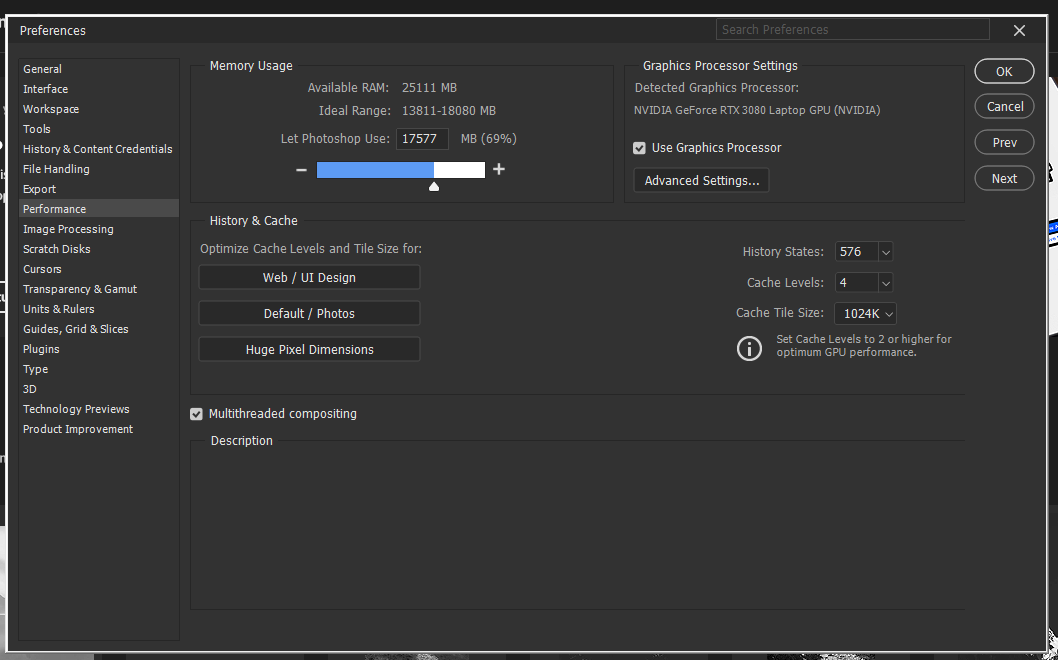 Preferences
Search Preferences
General
Interface
Workspace
Tools
History & Content Credentials
File Handling
Export
Performance
Image Processing
Scratch Disks
Cursors
Transparency & Gamut
Units & Rulers
Guides, Grid & Slices
Plugins
Type
3D
Technology Previews
Product Improvement
Memory Usage
Available RAM: 25111 MB
Ideal Range: 13811-18080 MB
Let Photoshop Use: 17577 MB (69%)
Graphics Processor Settings
Detected Graphics Processor:
NVIDIA GeForce RTX 3080 Laptop GPU (NVIDIA)
Use Graphics Processor
Advanced Settings...
History & Cache
Optimize Cache Levels and Tile Size for:
Web / UI Design
Default / Photos
Huge Pixel Dimensions
History States: 576
Cache Levels: 4
Cache Tile Size: 1024K
Set Cache Levels to 2 or higher for
optimum GPU performance.
Multithreaded compositing
Description
OK
Cancel
Prev
Next